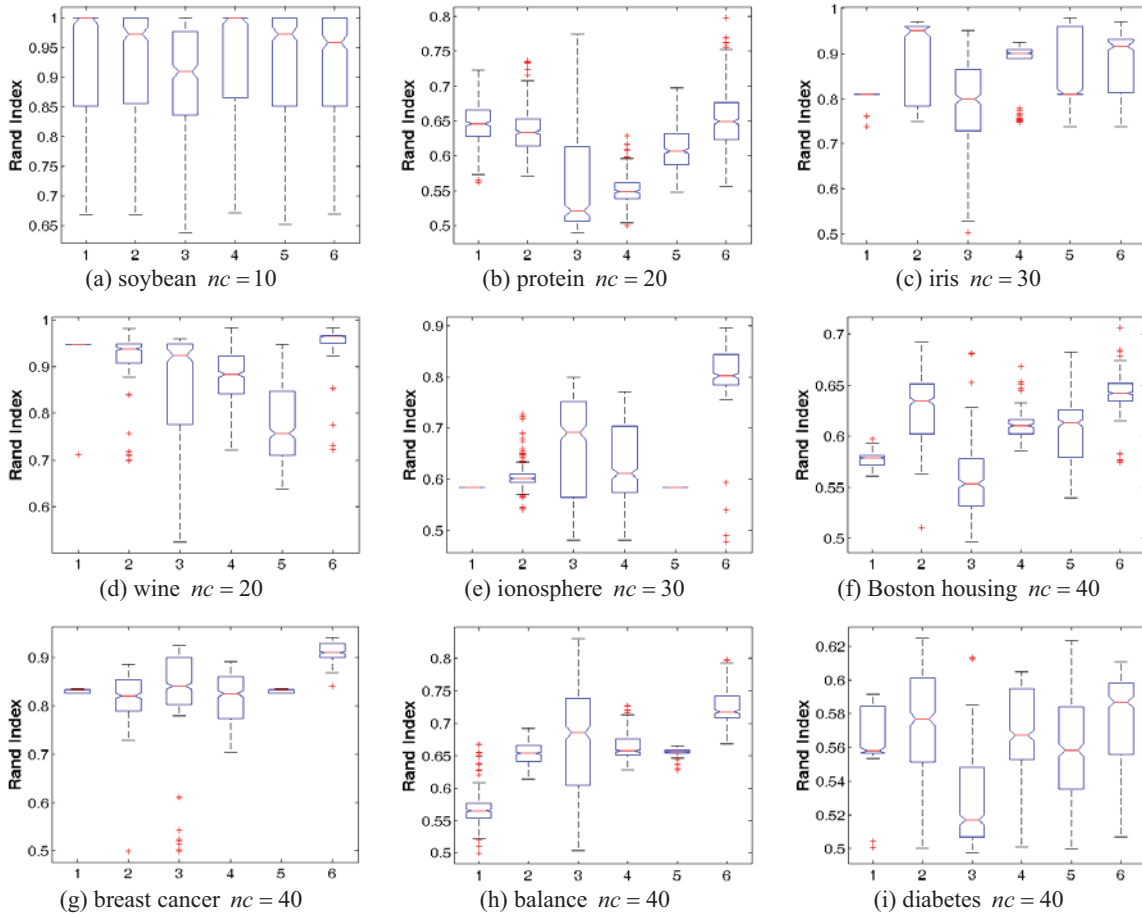 Rand Index
1
0.95
0.9
0.85
0.8
0.75
0.7
0.65
1 2 3 4 5 6
(a) soybean nc = 10
Rand Index
0.8
0.75
0.7
0.65
0.6
0.55
0.5
1 2 3 4 5 6
(b) protein nc = 20
Rand Index
1
0.9
0.8
0.7
0.6
0.5
1 2 3 4 5 6
(c) iris nc = 30
Rand Index
1
0.9
0.8
0.7
0.6
1 2 3 4 5 6
(d) wine nc = 20
Rand Index
0.9
0.8
0.7
0.6
0.5
1 2 3 4 5 6
(e) ionosphere nc = 30
Rand Index
0.7
0.65
0.6
0.55
0.5
1 2 3 4 5 6
(f) Boston housing nc = 40
Rand Index
0.9
0.8
0.7
0.6
0.5
1 2 3 4 5 6
(g) breast cancer nc = 40
Rand Index
0.85
0.8
0.75
0.7
0.65
0.6
0.55
0.5
1 2 3 4 5 6
(h) balance nc = 40
Rand Index
0.62
0.6
0.58
0.56
0.54
0.52
0.5
1 2 3 4 5 6
(i) diabetes nc = 40